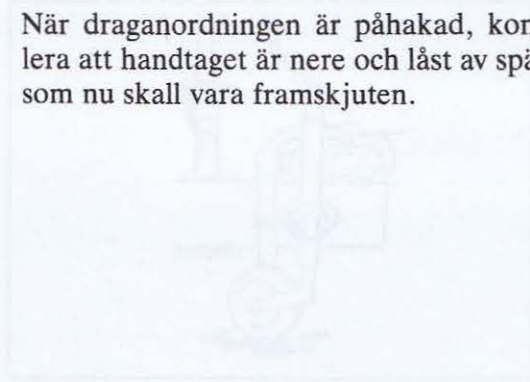 När draganordningen är påhakad, kon
lera att handtaget är nere och låst av spä
som nu skall vara framskjuten.